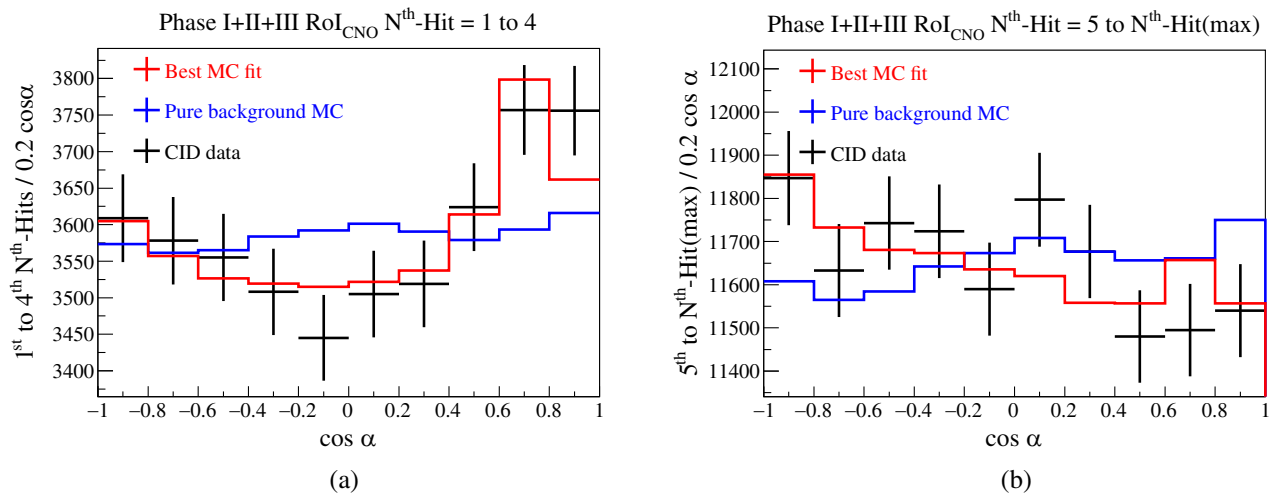 Phase I+II+III RoI_CNO N^th-Hit = 1 to 4
1^st to 4^th N^th-Hits / 0.2 cosα
3800
3750
3700
3650
3600
3550
3500
3450
3400
Best MC fit
Pure background MC
CID data
−1 −0.8 −0.6 −0.4 −0.2 0 0.2 0.4 0.6 0.8 1
cos α
(a)
Phase I+II+III RoI_CNO N^th-Hit = 5 to N^th-Hit(max)
5^th to N^th-Hit(max) / 0.2 cos α
12100
12000
11900
11800
11700
11600
11500
11400
Best MC fit
Pure background MC
CID data
−1 −0.8 −0.6 −0.4 −0.2 0 0.2 0.4 0.6 0.8 1
cos α
(b)